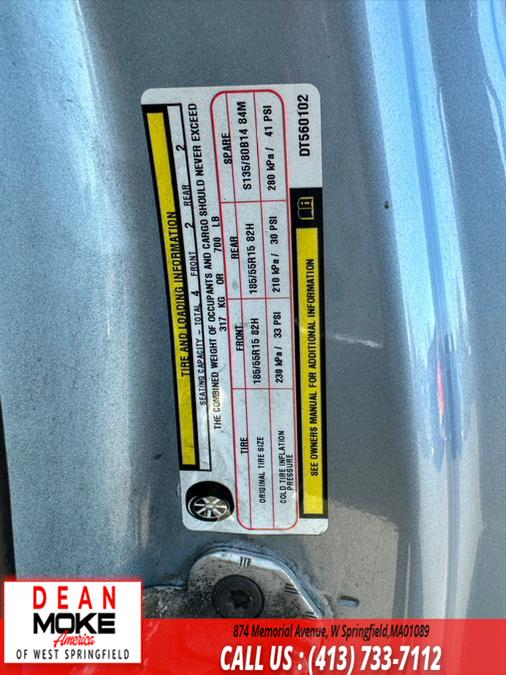 TIRE AND LOADING INFORMATION
SEATING CAPACITY - TOTAL 4 FRONT 2 REAR 2
THE COMBINED WEIGHT OF OCCUPANTS AND CARGO SHOULD NEVER EXCEED
317 KG OR 700 LB
TIRE FRONT REAR SPARE
ORIGINAL TIRE SIZE 185/55R15 82H 185/55R15 82H S135/80B14 84M
COLD TIRE INFLATION
PRESSURE 230 kPa / 33 PSI 210 kPa / 30 PSI 280 kPa / 41 PSI
SEE OWNERS MANUAL FOR ADDITIONAL INFORMATION
DT560102
DEAN
MOKE
America
OF WEST SPRINGFIELD
874 Memorial Avenue, W Springfield,MA01089
CALL US : (413) 733-7112